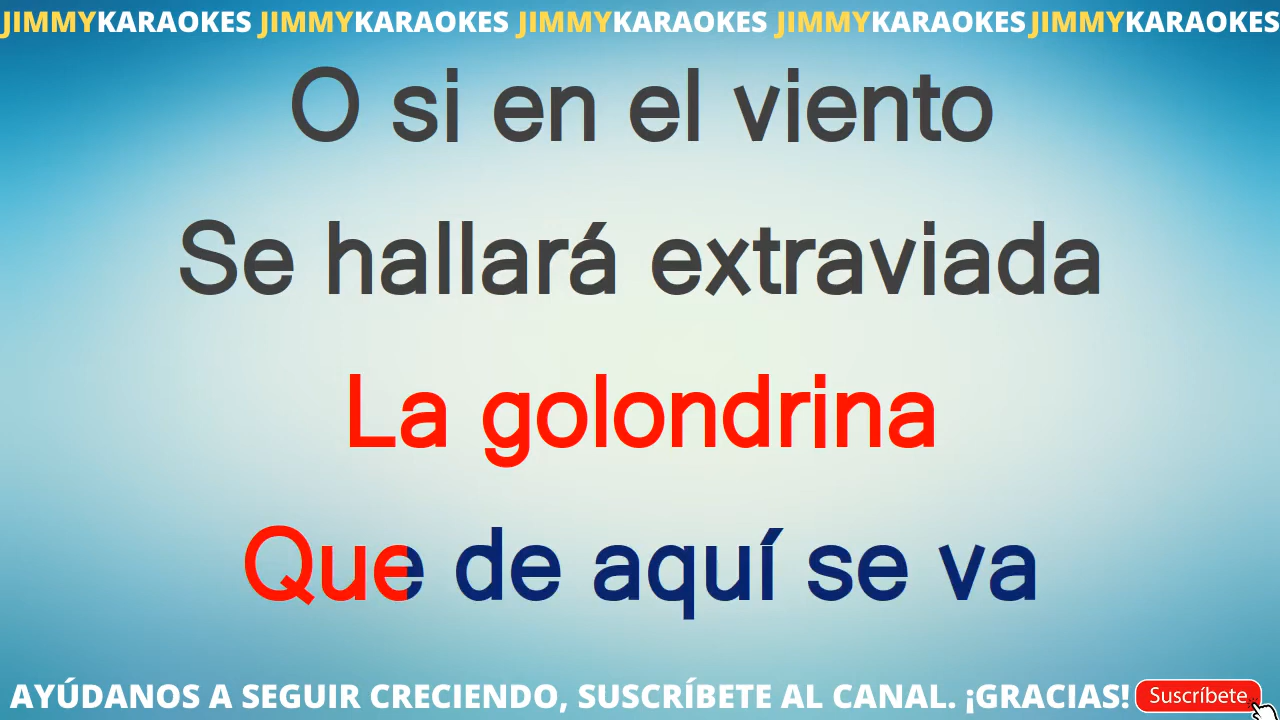 JIMMYKARAOKES JIMMYKARAOKES JIMMYKARAOKES JIMMYKARAOKES JIMMYKARAOKES
O si en el viento
Se hallará extraviada
La golondrina
Que de aquí se va
AYÚDANOS A SEGUIR CRECIENDO, SUSCRÍBETE AL CANAL. ¡GRACIAS! Suscríbete